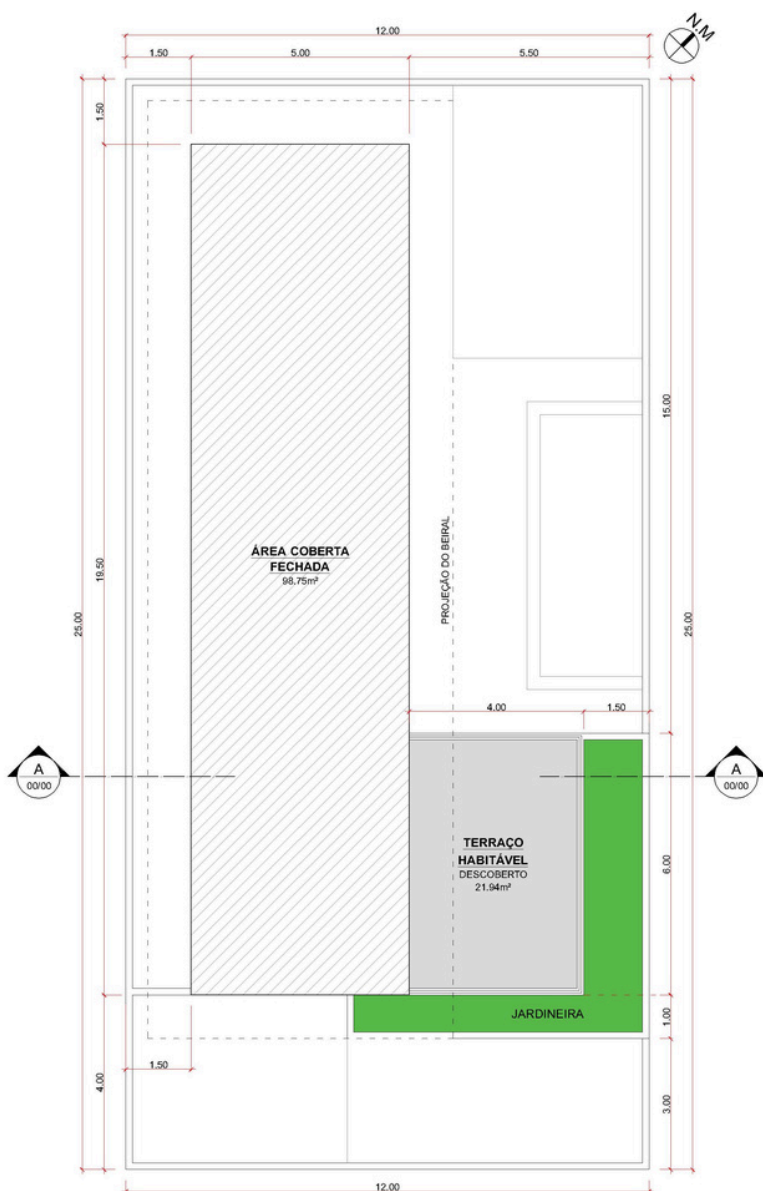 N.M
12.00
1.50
5.00
5.50
1.50
15.00
19.50
25.00
25.00
ÁREA COBERTA
FECHADA
98.75m²
PROJEÇÃO DO BEIRAL
4.00
1.50
A
00/00
A
00/00
TERRAÇO
HABITÁVEL
DESCOBERTO
21.94m²
6.00
JARDINEIRA
1.00
1.50
4.00
3.00
12.00